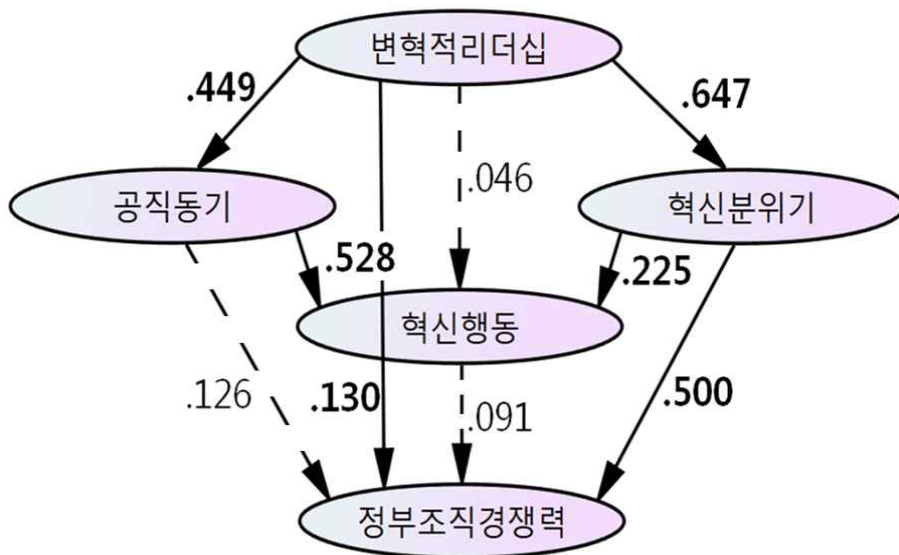 변혁적리더십
.449
.647
.046
공직동기
혁신분위기
.528
.225
혁신행동
.126
.130
.091
.500
정부조직경쟁력